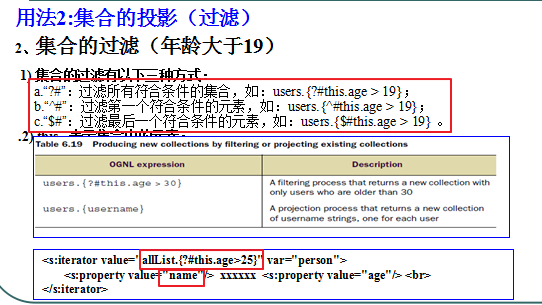 用法2:集合的投影（过滤）
2、集合的过滤（年龄大于19）
1) 集合的过滤有以下三种方式：
a.“?#”：过滤所有符合条件的集合，如：users.{?#this.age > 19}；
b.“^#”：过滤第一个符合条件的元素，如：users.{^#this.age > 19}；
c.“$#”：过滤最后一个符合条件的元素，如：users.{$#this.age > 19} 。
.2) this
Table 6.19 Producing new collections by filtering or projecting existing collections
OGNL expression Description
users.{?#this.age > 30} A filtering process that returns a new collection with
only users who are older than 30
users.{username} A projection process that returns a new collection
of username strings, one for each user
<s:iterator value="allList.{?#this.age>25}" var="person">
<s:property value="name"/> xxxxxx <s:property value="age"/> <br>
</s:iterator>